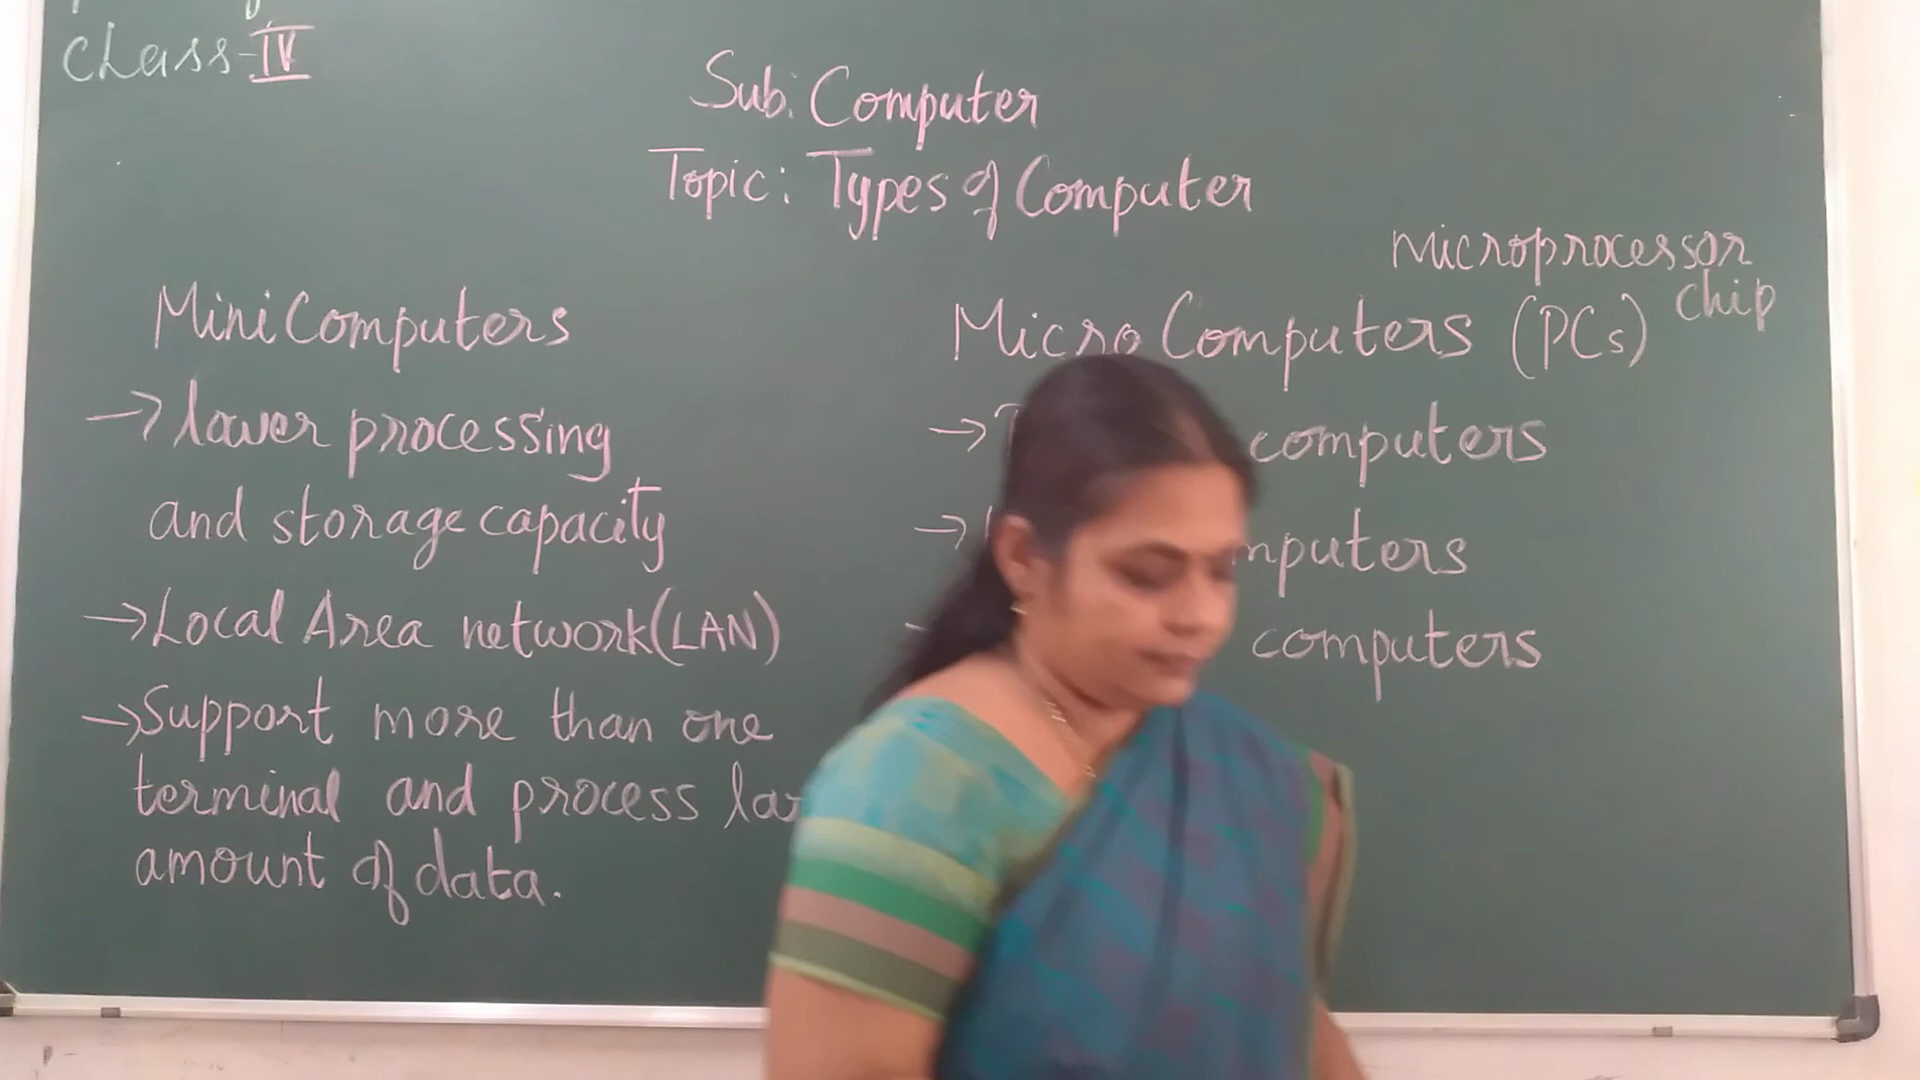 Class-IV
Sub: Computer
Topic: Types of Computer
Microprocessor
chip
Mini Computers
→ lower processing
and storage capacity
→ Local Area network (LAN)
→ Support more than one
terminal and process
amount of data.
Micro Computers (PCs)
→ computers
→
computers